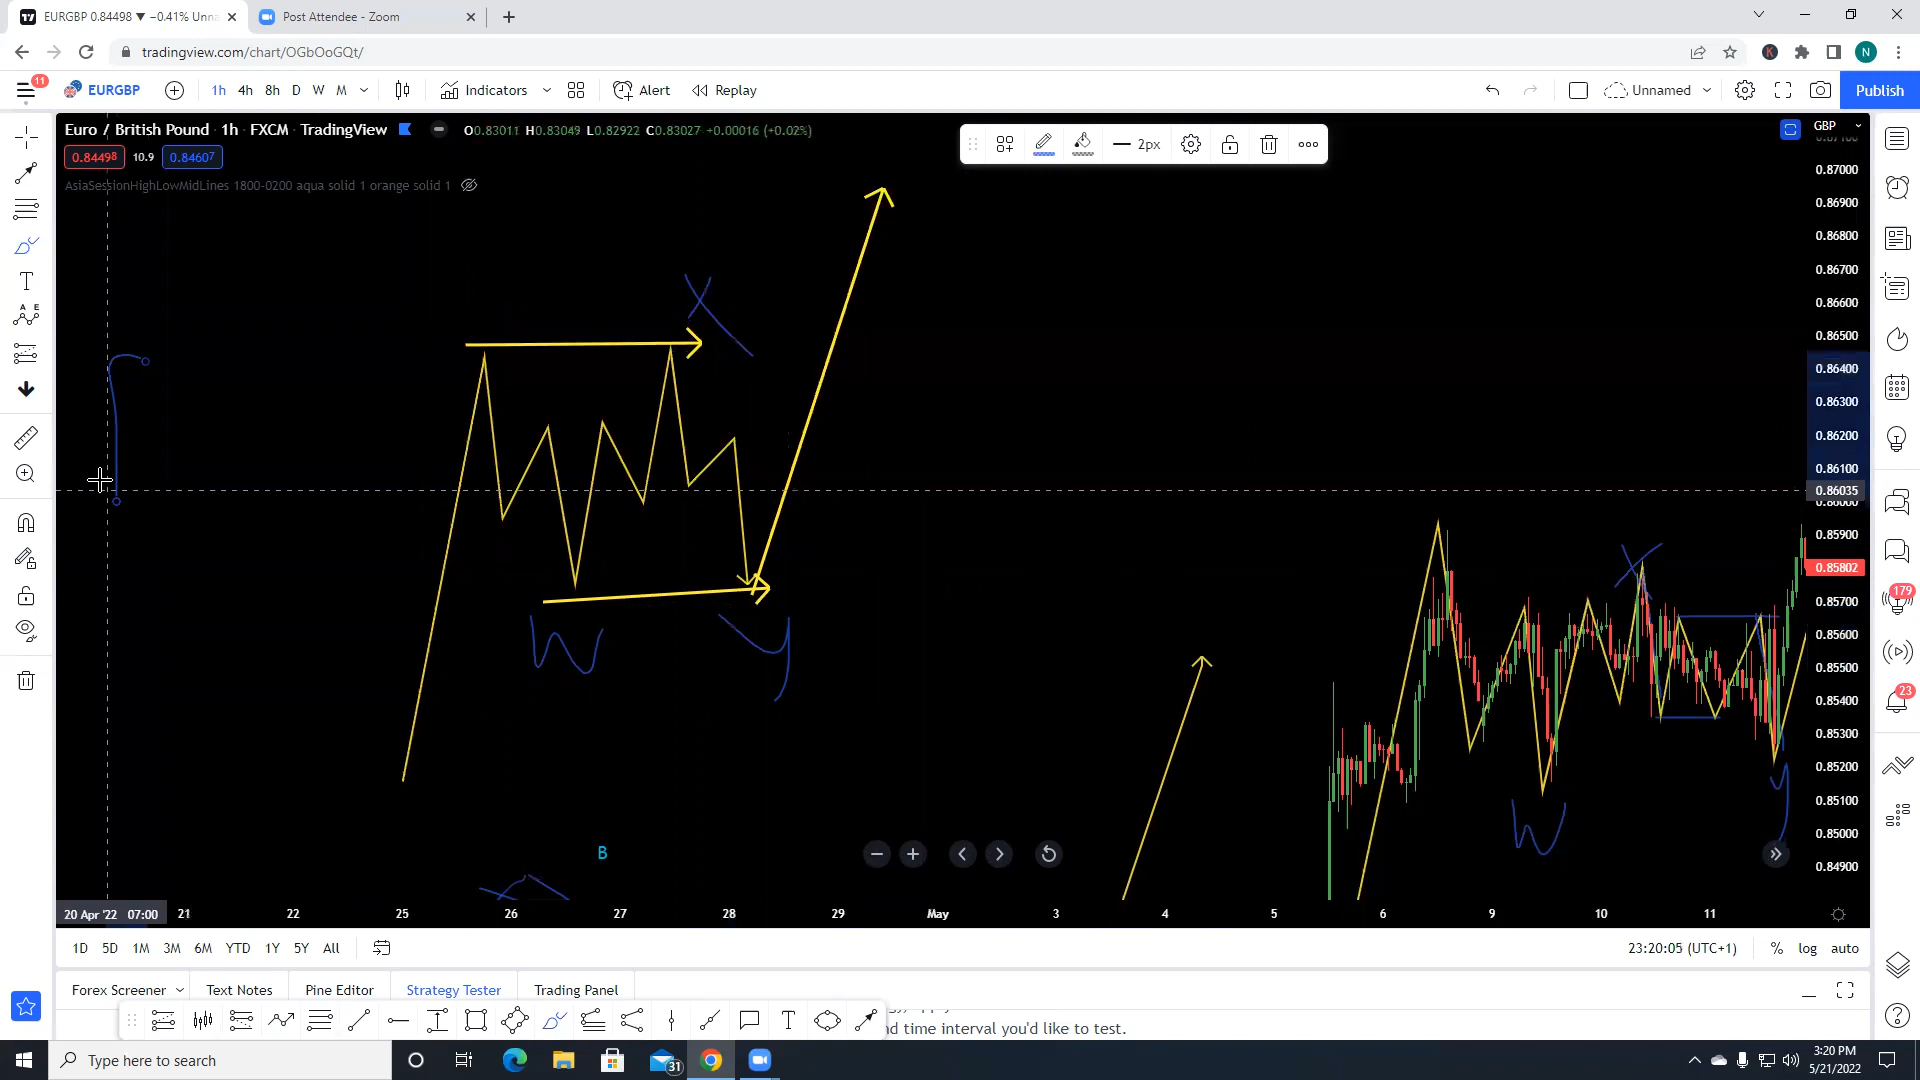 EURGBP 0.84498 ▼ −0.41% Unna
Post Attendee - Zoom
tradingview.com/chart/OGbOoGQt/
K
N
11
EURGBP
1h 4h 8h D W M
Indicators
Alert
Replay
Unnamed
Publish
Euro / British Pound · 1h · FXCM · TradingView
O0.83011 H0.83049 L0.82922 C0.83027 +0.00016 (+0.02%)
0.84498 10.9 0.84607
AsiaSessionHighLowMidLines 1800-0200 aqua solid 1 orange solid 1
2px
GBP
0.87000
0.86900
0.86800
0.86700
0.86600
0.86500
0.86400
0.86300
0.86200
0.86100
0.86035
0.86000
0.85900
0.85802
0.85700
0.85600
0.85500
0.85400
0.85300
0.85200
0.85100
0.85000
0.84900
X
W
y
X
W
y
B
179
23
20 Apr '22 07:00 21 22 25 26 27 28 29 May 3 4 5 6 9 10 11
1D 5D 1M 3M 6M YTD 1Y 5Y All
23:20:05 (UTC+1) % log auto
Forex Screener Text Notes Pine Editor Strategy Tester Trading Panel
nd time interval you'd like to test.
Type here to search
31
3:20 PM
5/21/2022